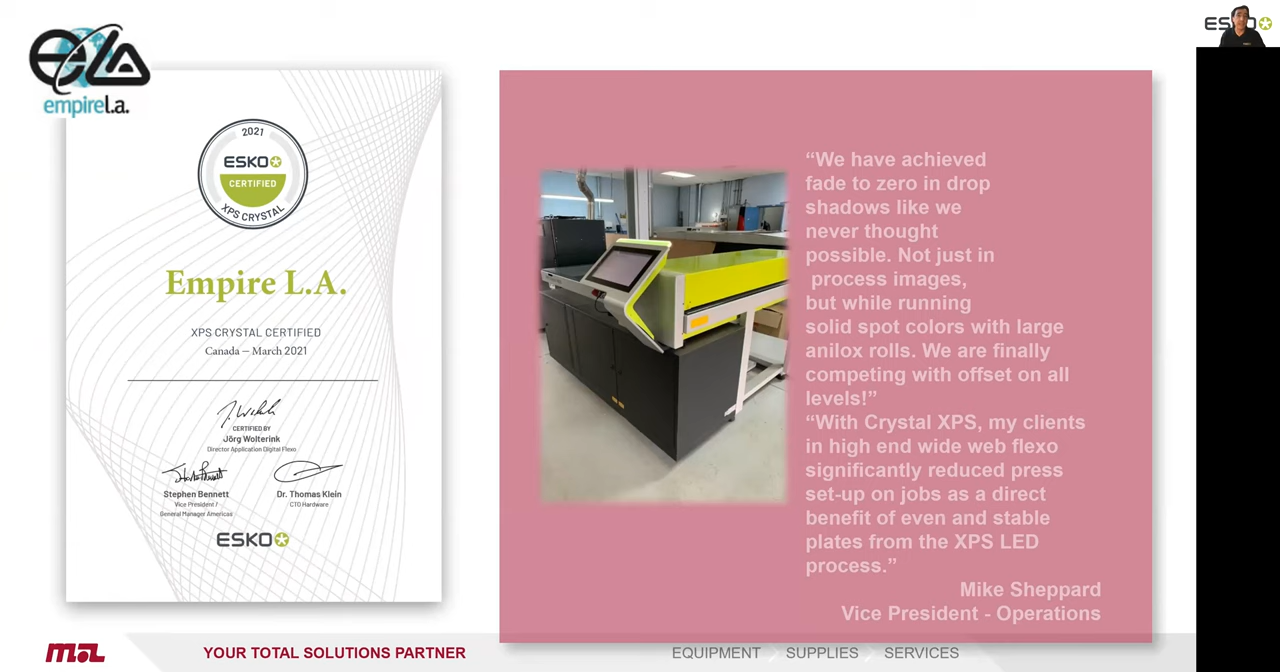 ela
empirel.a.
2021
ESKO
CERTIFIED
XPS CRYSTAL
Empire L.A.
XPS CRYSTAL CERTIFIED
Canada – March 2021
CERTIFIED BY
Jörg Wolterink
Director Application Digital Flexo
Stephen Bennett
Vice President /
General Manager Americas
Dr. Thomas Klein
CTO Hardware
ESKO
“We have achieved
fade to zero in drop
shadows like we
never thought
possible. Not just in
process images,
but while running
solid spot colors with large
anilox rolls. We are finally
competing with offset on all
levels!”
“With Crystal XPS, my clients
in high end wide web flexo
significantly reduced press
set-up on jobs as a direct
benefit of even and stable
plates from the XPS LED
process.”
Mike Sheppard
Vice President - Operations
YOUR TOTAL SOLUTIONS PARTNER
EQUIPMENT SUPPLIES SERVICES